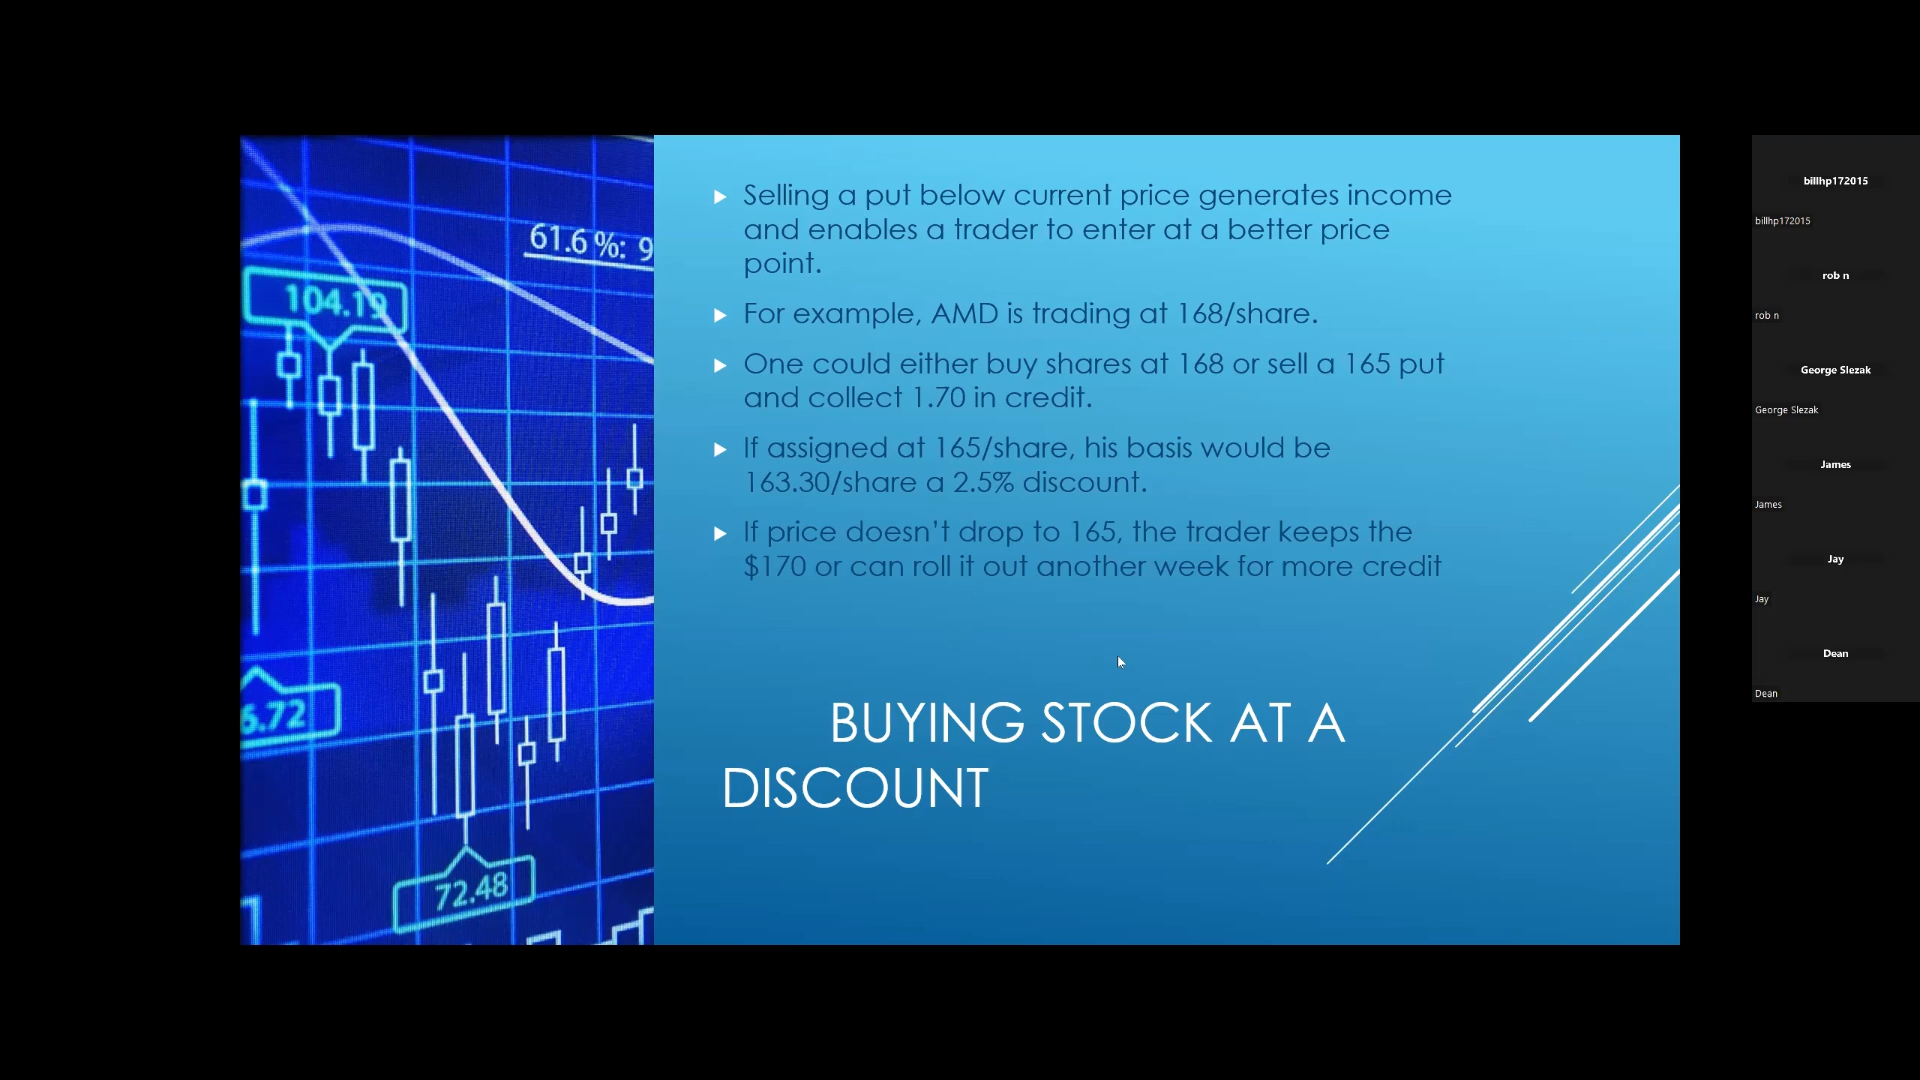 61.6 %: 9
104.19
6.72
72.48
Selling a put below current price generates income
and enables a trader to enter at a better price
point.
For example, AMD is trading at 168/share.
One could either buy shares at 168 or sell a 165 put
and collect 1.70 in credit.
If assigned at 165/share, his basis would be
163.30/share a 2.5% discount.
If price doesn’t drop to 165, the trader keeps the
$170 or can roll it out another week for more credit
BUYING STOCK AT A
DISCOUNT
billhp172015
billhp172015
rob n
rob n
George Slezak
George Slezak
James
James
Jay
Jay
Dean
Dean